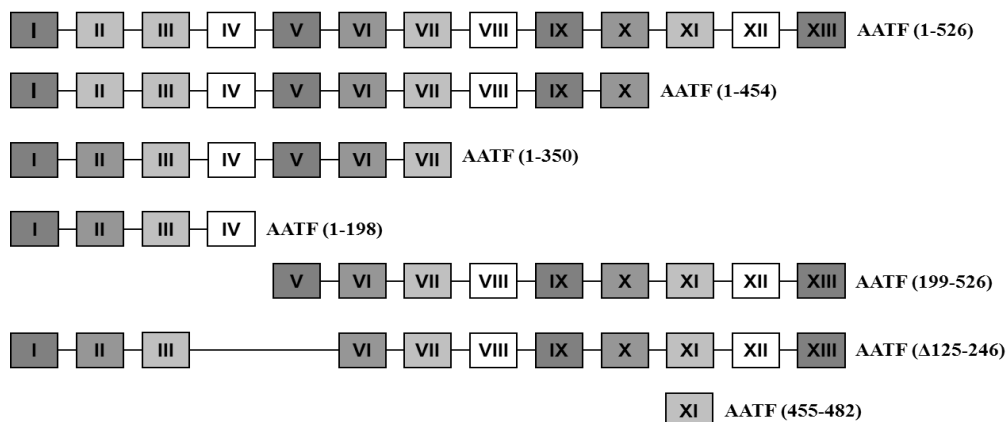 I II III IV V VI VII VIII IX X XI XII XIII AATF (1-526)
I II III IV V VI VII VIII IX X AATF (1-454)
I II III IV V VI VII AATF (1-350)
I II III IV AATF (1-198)
V VI VII VIII IX X XI XII XIII AATF (199-526)
I II III VI VII VIII IX X XI XII XIII AATF (Δ125-246)
XI AATF (455-482)